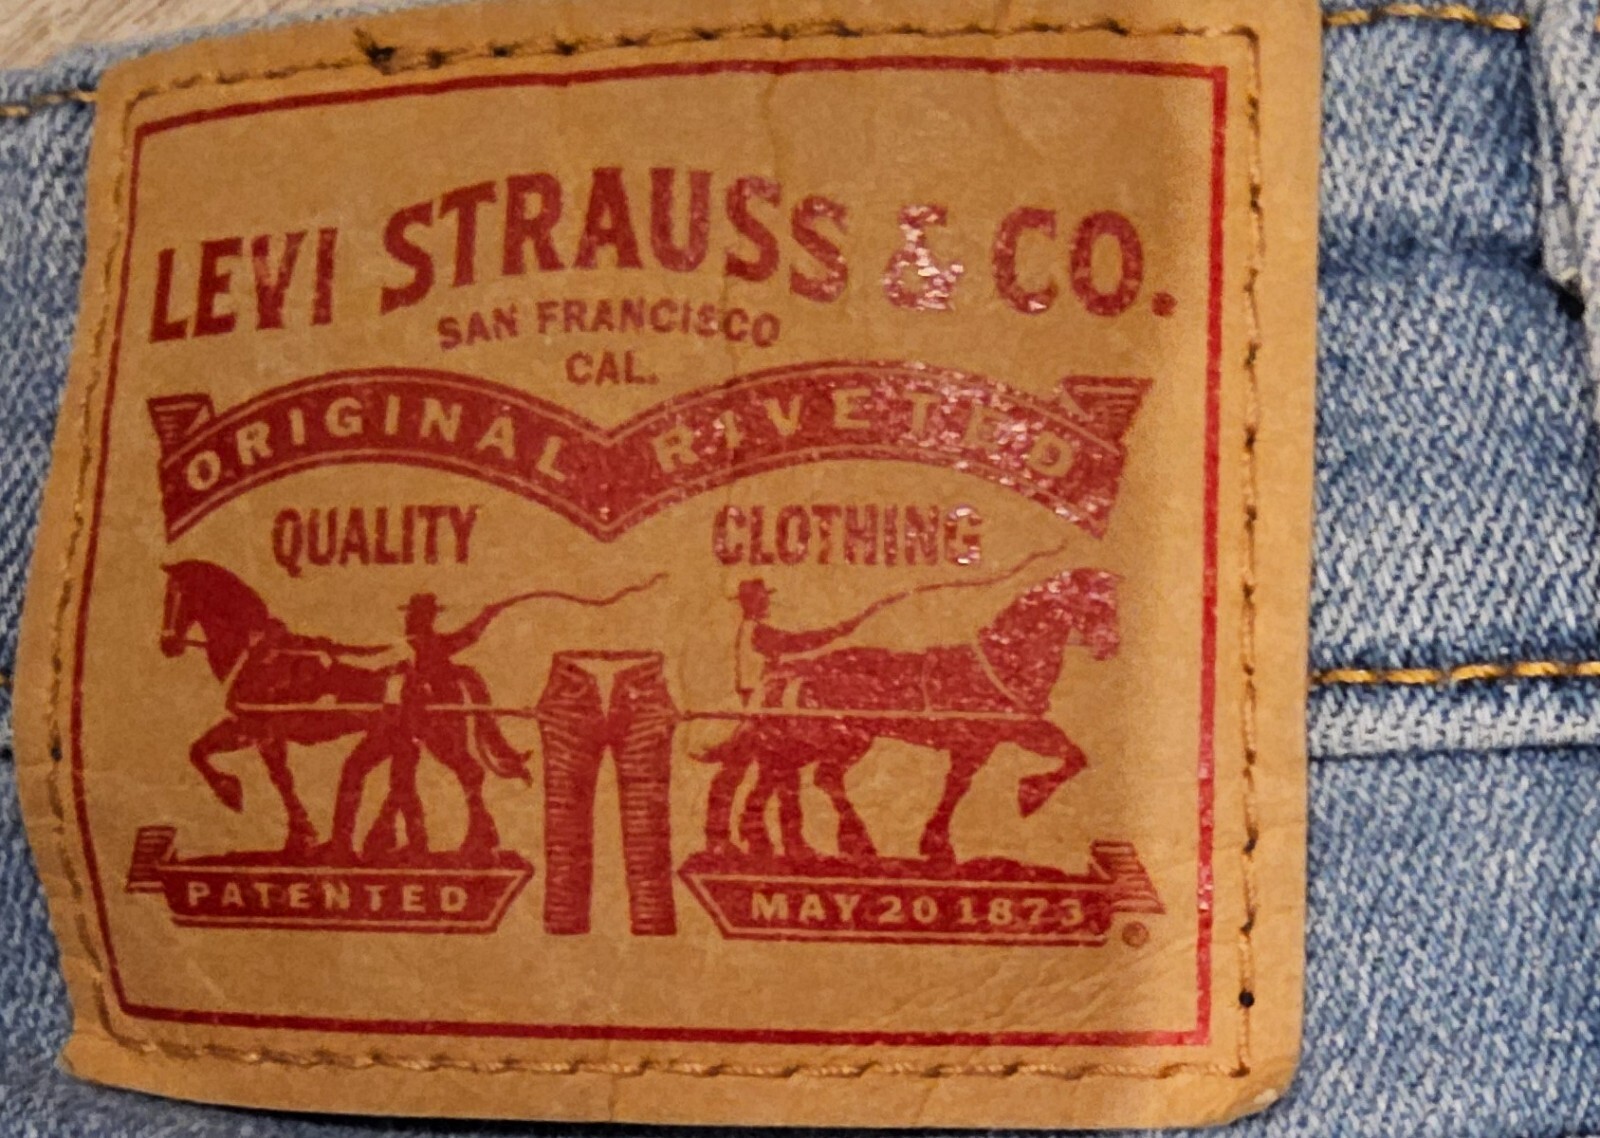 LEVI STRAUSS & CO.
SAN FRANCISCO
CAL.
ORIGINAL RIVETED
QUALITY CLOTHING
PATENTED MAY 20 1873
®